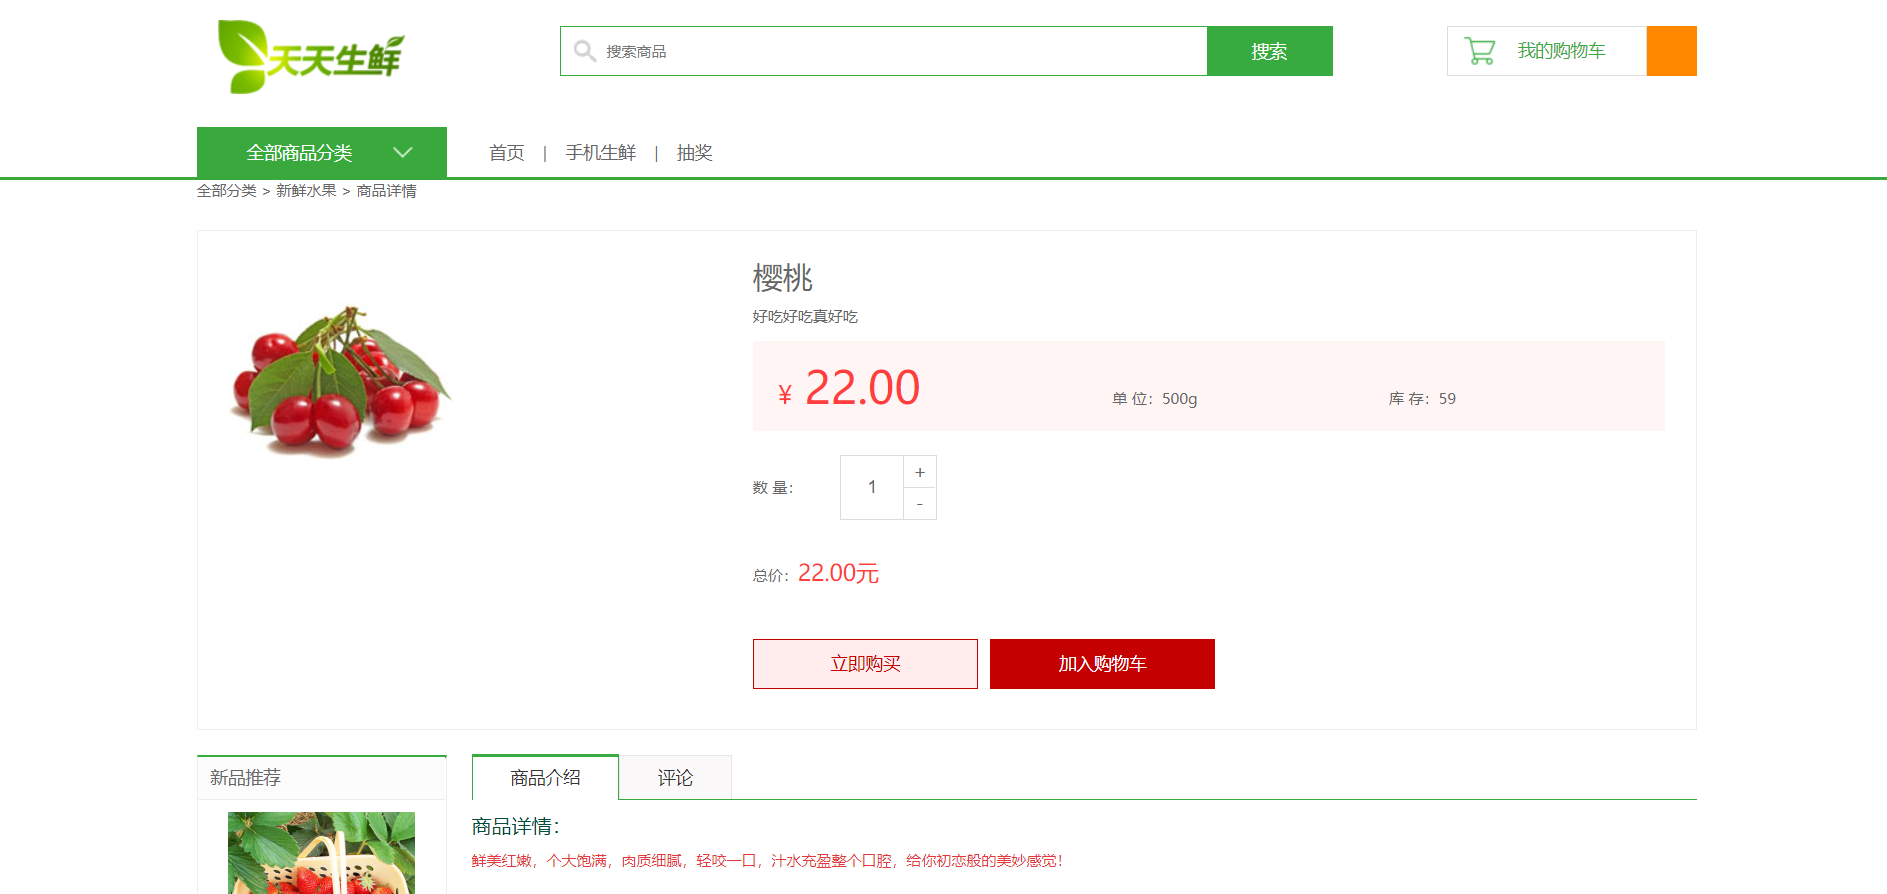 天天生鲜
搜索商品
搜索
我的购物车
全部商品分类
首页 | 手机生鲜 | 抽奖
全部分类 > 新鲜水果 > 商品详情
樱桃
好吃好吃真好吃
¥ 22.00 单 位：500g 库 存：59
数 量： 1 + -
总价：22.00元
立即购买 加入购物车
新品推荐
商品介绍 评论
商品详情：
鲜美红嫩，个大饱满，肉质细腻，轻咬一口，汁水充盈整个口腔，给你初恋般的美妙感觉！